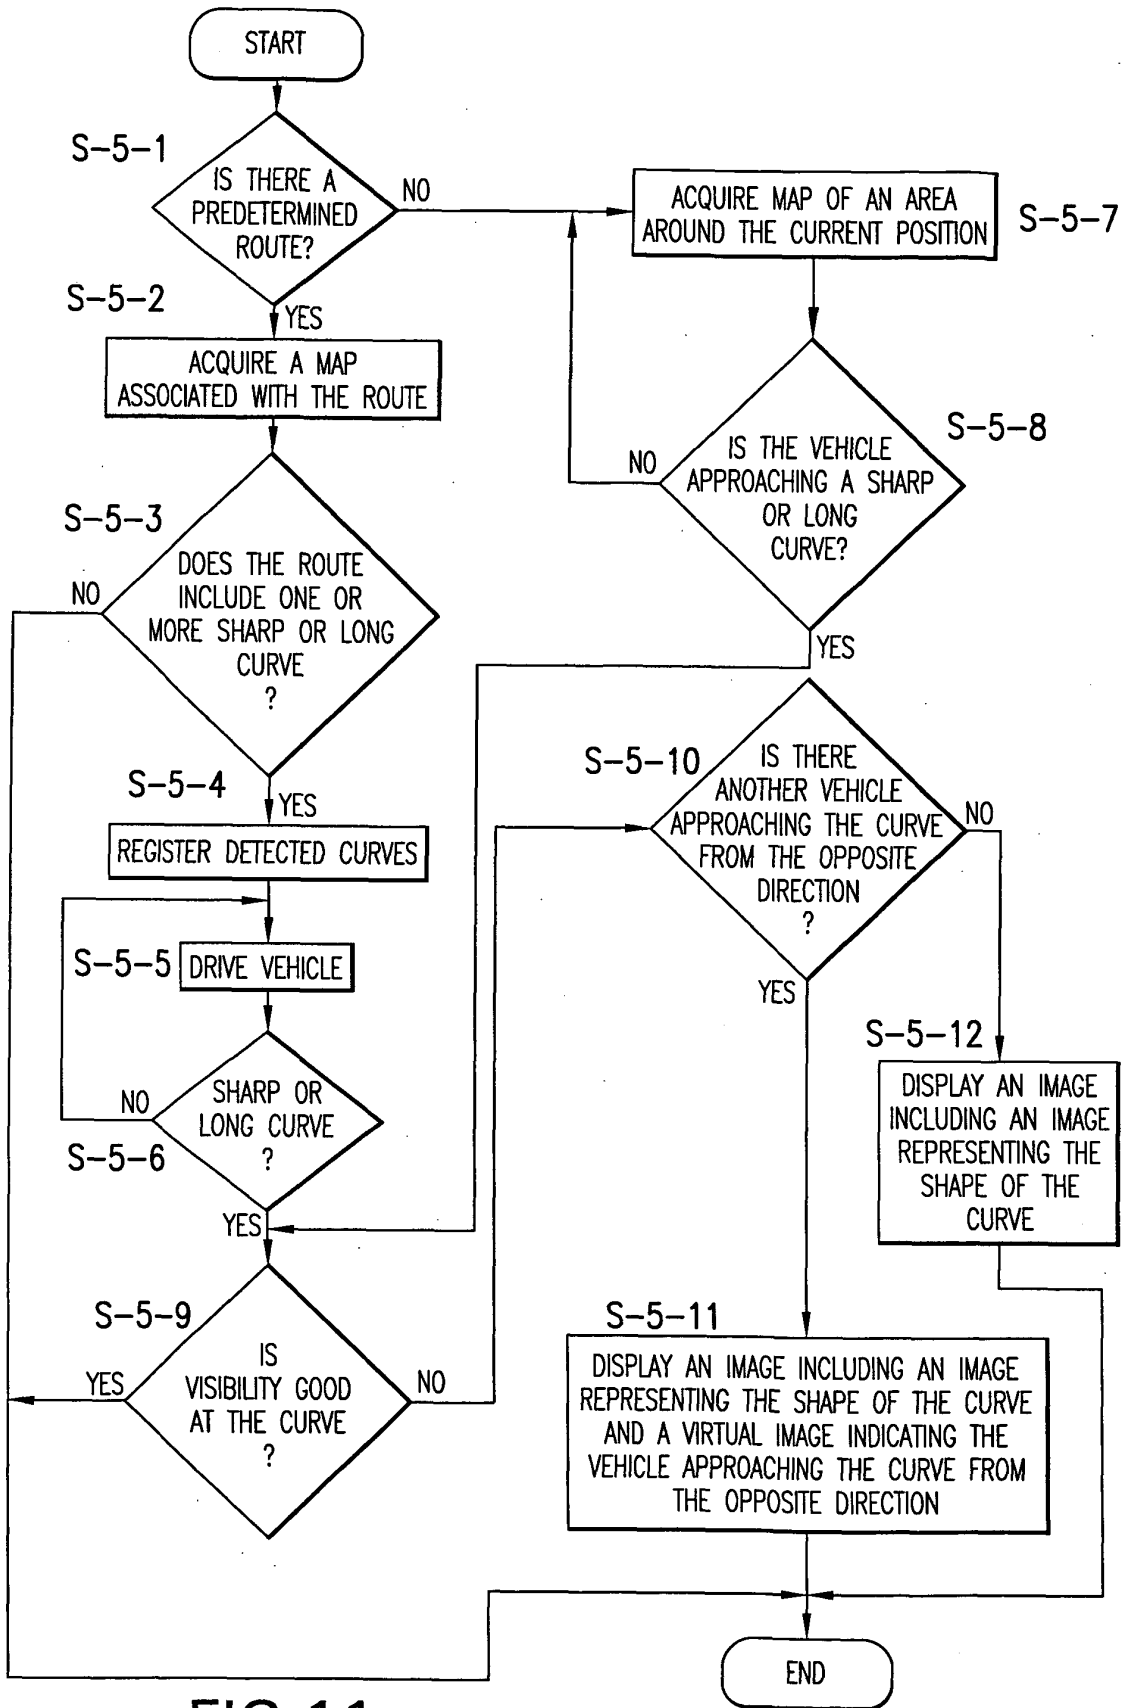 START
S-5-1
IS THERE A
PREDETERMINED
ROUTE?
NO
YES
S-5-7
ACQUIRE MAP OF AN AREA
AROUND THE CURRENT POSITION
S-5-2
ACQUIRE A MAP
ASSOCIATED WITH THE ROUTE
S-5-8
IS THE VEHICLE
APPROACHING A SHARP
OR LONG
CURVE?
NO
YES
S-5-3
DOES THE ROUTE
INCLUDE ONE OR
MORE SHARP OR LONG
CURVE
?
NO
YES
S-5-4
REGISTER DETECTED CURVES
S-5-5
DRIVE VEHICLE
S-5-6
SHARP OR
LONG CURVE
?
NO
YES
S-5-9
IS
VISIBILITY GOOD
AT THE CURVE
?
YES
NO
S-5-10
IS THERE
ANOTHER VEHICLE
APPROACHING THE CURVE
FROM THE OPPOSITE
DIRECTION
?
NO
YES
S-5-12
DISPLAY AN IMAGE
INCLUDING AN IMAGE
REPRESENTING THE
SHAPE OF THE
CURVE
S-5-11
DISPLAY AN IMAGE INCLUDING AN IMAGE
REPRESENTING THE SHAPE OF THE CURVE
AND A VIRTUAL IMAGE INDICATING THE
VEHICLE APPROACHING THE CURVE FROM
THE OPPOSITE DIRECTION
END